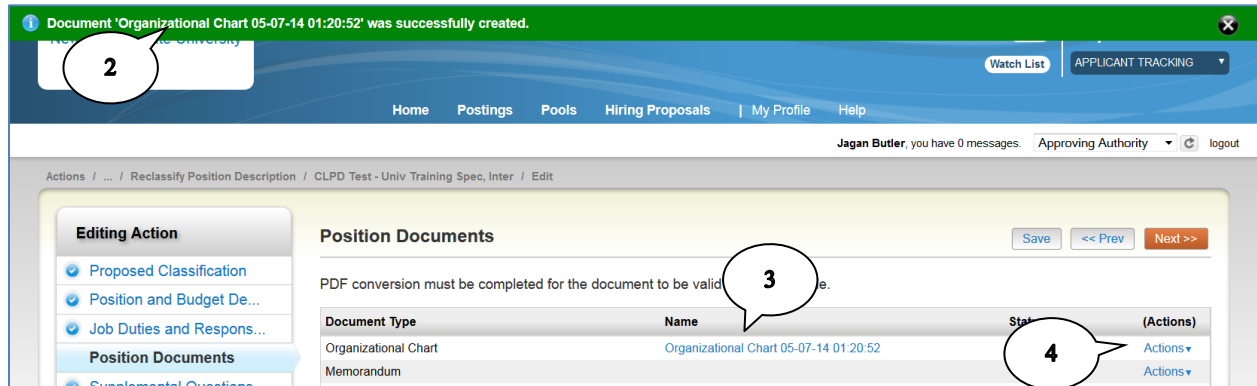 Document 'Organizational Chart 05-07-14 01:20:52' was successfully created.
University
2
Watch List
APPLICANT TRACKING
Home Postings Pools Hiring Proposals | My Profile Help
Jagan Butler, you have 0 messages. Approving Authority logout
Actions / ... / Reclassify Position Description / CLPD Test - Univ Training Spec, Inter / Edit
Editing Action
Proposed Classification
Position and Budget De...
Job Duties and Respons...
Position Documents
Supplemental Questions
Position Documents
Save << Prev Next >>
PDF conversion must be completed for the document to be valid
3
Document Type Name (Actions)
Organizational Chart Organizational Chart 05-07-14 01:20:52 Actions
4
Memorandum Actions